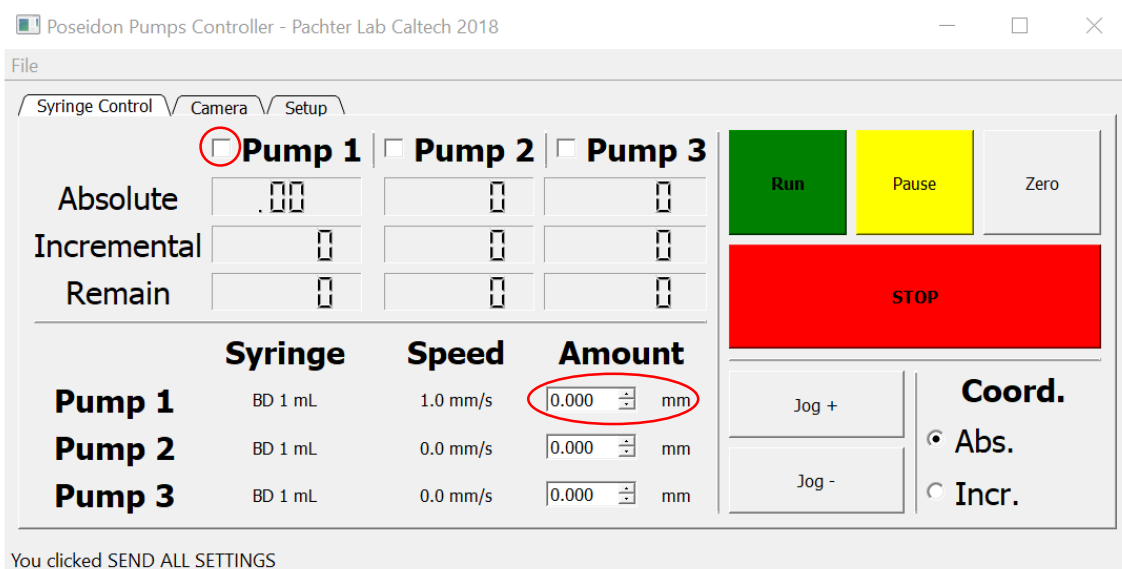 Poseidon Pumps Controller - Pachter Lab Caltech 2018
File
Syringe Control Camera Setup
Pump 1 Pump 2 Pump 3
Absolute .00 0 0
Incremental 0 0 0
Remain 0 0 0
Run Pause Zero
STOP
Syringe Speed Amount
Pump 1 BD 1 mL 1.0 mm/s 0.000 mm
Pump 2 BD 1 mL 0.0 mm/s 0.000 mm
Pump 3 BD 1 mL 0.0 mm/s 0.000 mm
Jog +
Jog -
Coord.
Abs.
Incr.
You clicked SEND ALL SETTINGS